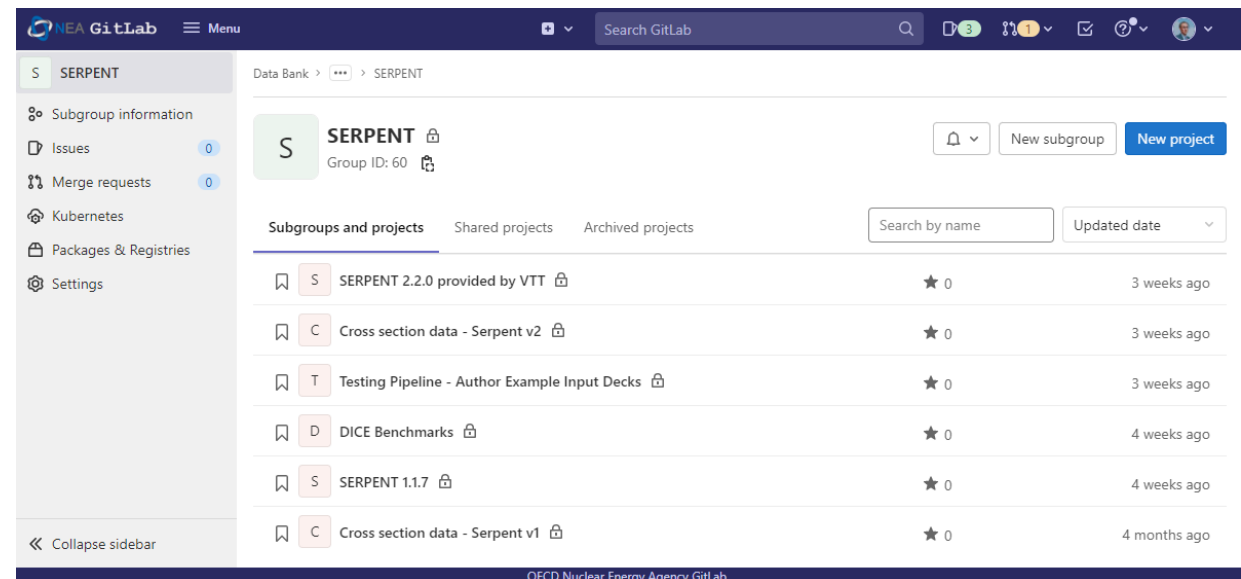 NEA GitLab
Menu
Search GitLab
3
1
S
SERPENT
Subgroup information
Issues
0
Merge requests
0
Kubernetes
Packages & Registries
Settings
Collapse sidebar
Data Bank > ••• > SERPENT
S
SERPENT
Group ID: 60
New subgroup
New project
Subgroups and projects
Shared projects
Archived projects
Search by name
Updated date
S SERPENT 2.2.0 provided by VTT 0 3 weeks ago
C Cross section data - Serpent v2 0 3 weeks ago
T Testing Pipeline - Author Example Input Decks 0 3 weeks ago
D DICE Benchmarks 0 4 weeks ago
S SERPENT 1.1.7 0 4 weeks ago
C Cross section data - Serpent v1 0 4 months ago
OECD Nuclear Energy Agency GitLab